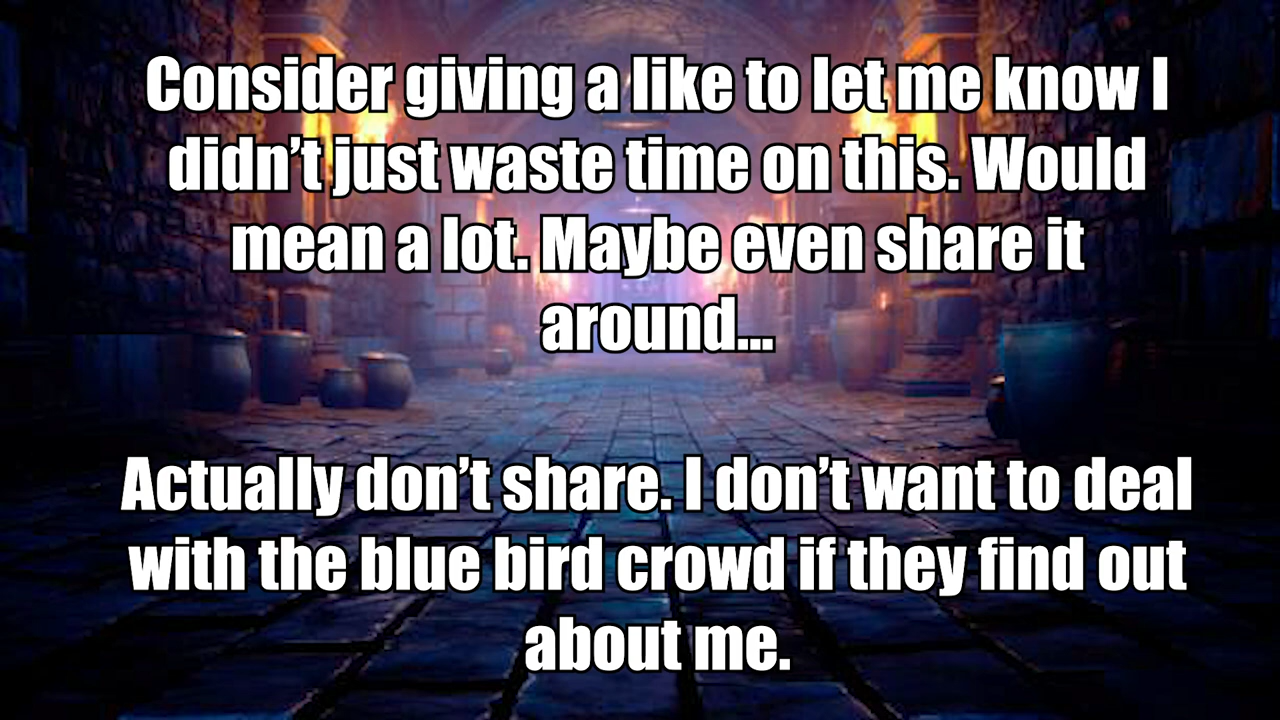 Consider giving a like to let me know I
didn’t just waste time on this. Would
mean a lot. Maybe even share it
around...
Actually don’t share. I don’t want to deal
with the blue bird crowd if they find out
about me.